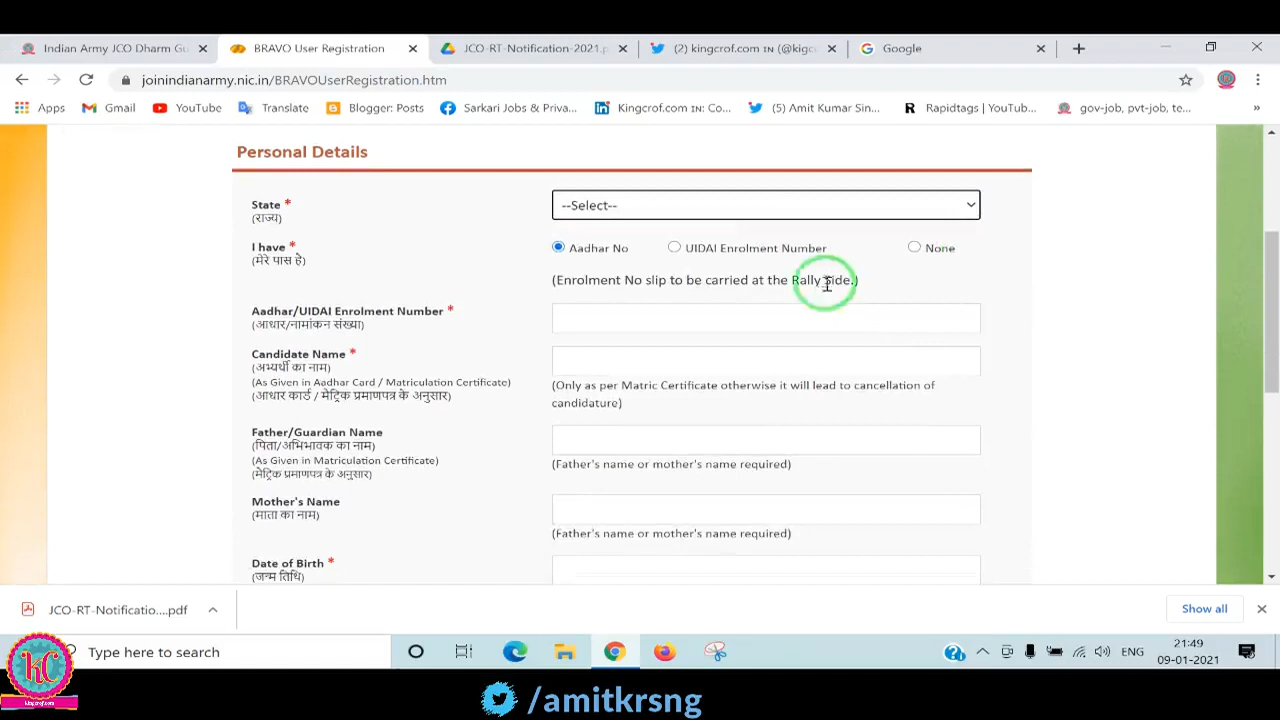 Indian Army JCO Dharm Gu
BRAVO User Registration
JCO-RT-Notification-2021.p
(2) kingcrof.com ɪɴ (@kigc
Google
joinindianarmy.nic.in/BRAVOUserRegistration.htm
Apps
Gmail
YouTube
Translate
Blogger: Posts
Sarkari Jobs & Priva...
Kingcrof.com ɪɴ: Co...
(5) Amit Kumar Sin...
Rapidtags | YouTub...
gov-job, pvt-job, te...
»
Personal Details
State *
--Select--
(राज्य)
I have *
Aadhar No
UIDAI Enrolment Number
None
(मेरे पास है)
(Enrolment No slip to be carried at the Rally Side.)
Aadhar/UIDAI Enrolment Number *
(आधार/नामांकन संख्या)
Candidate Name *
(अभ्यर्थी का नाम)
(As Given in Aadhar Card / Matriculation Certificate)
(आधार कार्ड / मेट्रिक प्रमाणपत्र के अनुसार)
(Only as per Matric Certificate otherwise it will lead to cancellation of
candidature)
Father/Guardian Name
(पिता/अभिभावक का नाम)
(As Given in Matriculation Certificate)
(मैट्रिक प्रमाणपत्र के अनुसार)
(Father's name or mother's name required)
Mother's Name
(माता का नाम)
(Father's name or mother's name required)
Date of Birth *
(जन्म तिथि)
JCO-RT-Notificatio....pdf
Show all
Type here to search
ENG
21:49
09-01-2021
KC
kingcrof.com
/amitkrsng